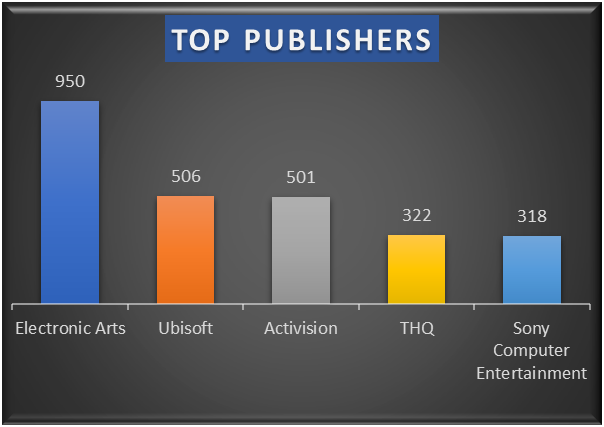 TOP PUBLISHERS
950
506
501
322
318
Electronic Arts
Ubisoft
Activision
THQ
Sony
Computer
Entertainment